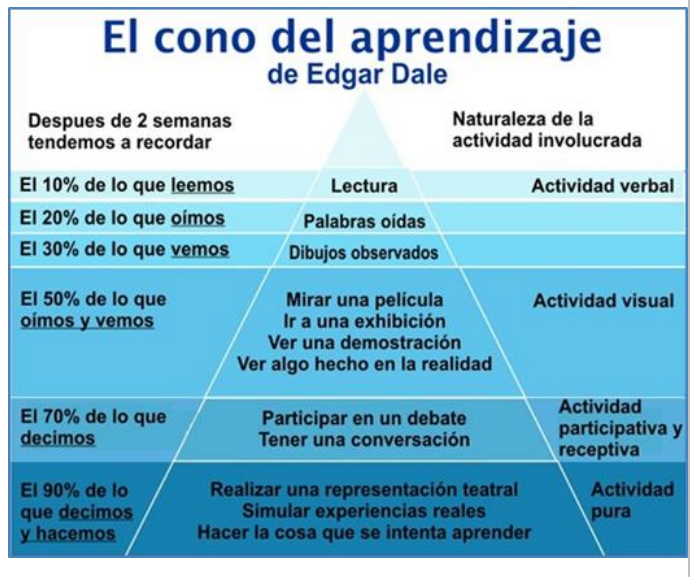 El cono del aprendizaje
de Edgar Dale
Despues de 2 semanas
tendemos a recordar
Naturaleza de la
actividad involucrada
El 10% de lo que leemos
Lectura
Actividad verbal
El 20% de lo que oímos
Palabras oídas
El 30% de lo que vemos
Dibujos observados
El 50% de lo que
oímos y vemos
Mirar una película
Ir a una exhibición
Ver una demostración
Ver algo hecho en la realidad
Actividad visual
El 70% de lo que
decimos
Participar en un debate
Tener una conversación
Actividad
participativa y
receptiva
El 90% de lo
que decimos
y hacemos
Realizar una representación teatral
Simular experiencias reales
Hacer la cosa que se intenta aprender
Actividad
pura